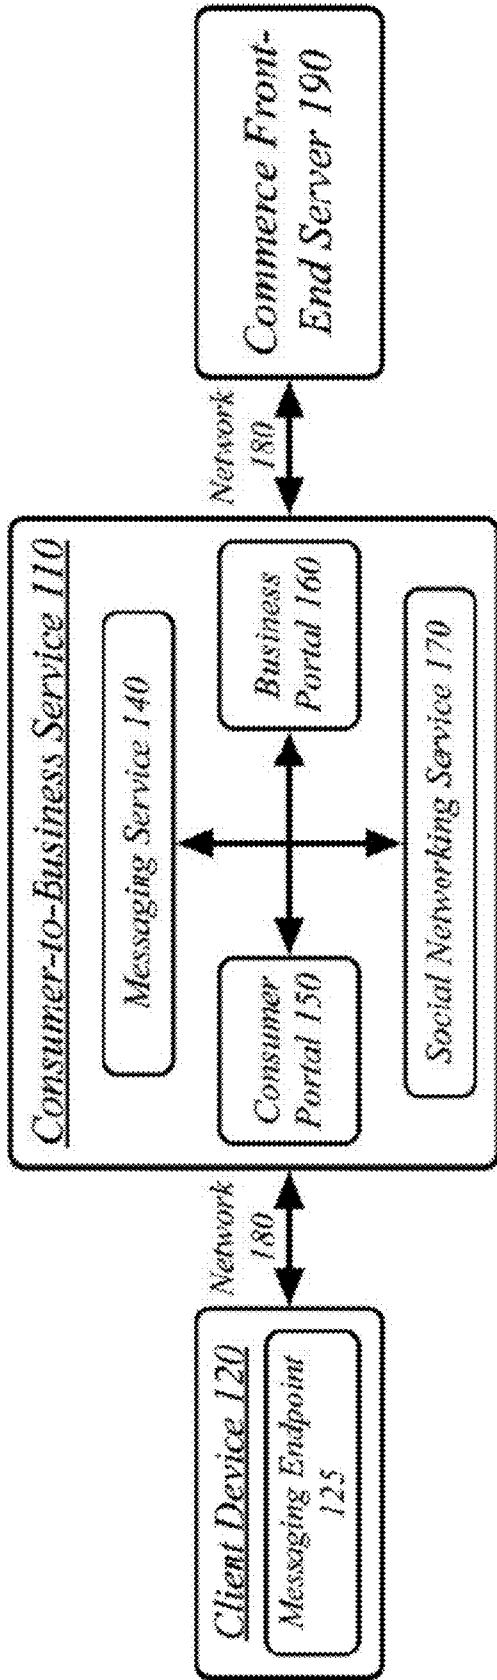 Client Device 120
Messaging Endpoint
125
Network
180
Consumer-to-Business Service 110
Messaging Service 140
Consumer
Portal 150
Business
Portal 160
Social Networking Service 170
Network
180
Commerce Front-
End Server 190